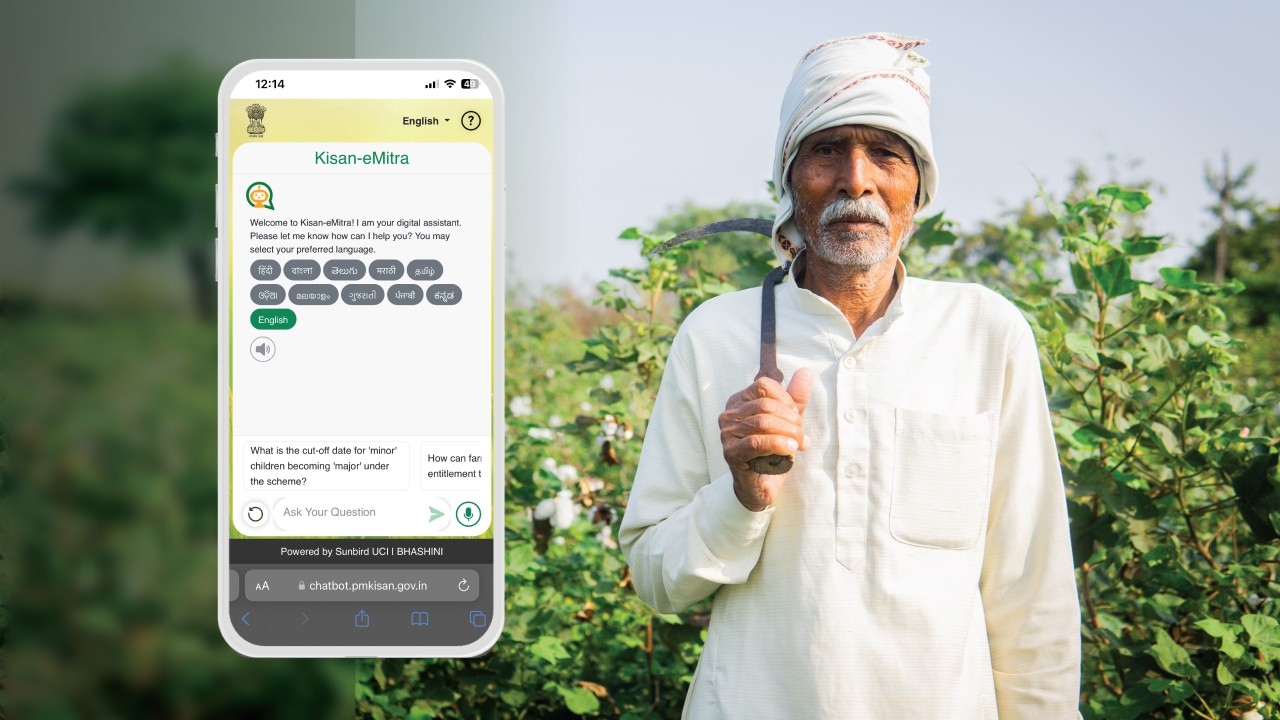 12:14
49
English
?
Kisan-eMitra
Welcome to Kisan-eMitra! I am your digital assistant.
Please let me know how can I help you? You may
select your preferred language.
हिंदी বাংলা తెలుగు मराठी தமிழ்
ଓଡ଼ିଆ മലയാളം ગુજરાતી ਪੰਜਾਬੀ ಕನ್ನಡ
English
What is the cut-off date for 'minor'
children becoming 'major' under
the scheme?
How can far
entitlement t
Ask Your Question
Powered by Sunbird UCI I BHASHINI
AA chatbot.pmkisan.gov.in